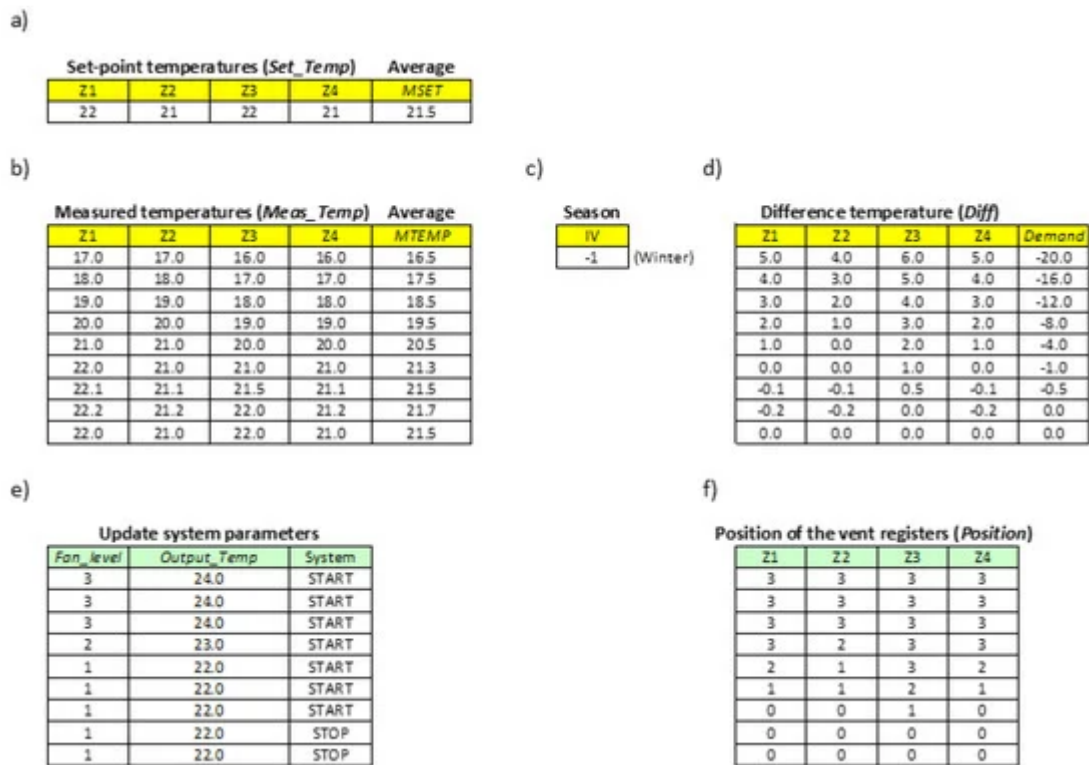 a)
Set-point temperatures (Set_Temp) Average
Z1 Z2 Z3 Z4 MSET
22 21 22 21 21.5
b)
Measured temperatures (Meas_Temp) Average
Z1 Z2 Z3 Z4 MTEMP
17.0 17.0 16.0 16.0 16.5
18.0 18.0 17.0 17.0 17.5
19.0 19.0 18.0 18.0 18.5
20.0 20.0 19.0 19.0 19.5
21.0 21.0 20.0 20.0 20.5
22.0 21.0 21.0 21.0 21.3
22.1 21.1 21.5 21.1 21.5
22.2 21.2 22.0 21.2 21.7
22.0 21.0 22.0 21.0 21.5
c)
Season
IV
-1 (Winter)
d)
Difference temperature (Diff)
Z1 Z2 Z3 Z4 Demand
5.0 4.0 6.0 5.0 -20.0
4.0 3.0 5.0 4.0 -16.0
3.0 2.0 4.0 3.0 -12.0
2.0 1.0 3.0 2.0 -8.0
1.0 0.0 2.0 1.0 -4.0
0.0 0.0 1.0 0.0 -1.0
-0.1 -0.1 0.5 -0.1 -0.5
-0.2 -0.2 0.0 -0.2 0.0
0.0 0.0 0.0 0.0 0.0
e)
Update system parameters
Fan_level Output_Temp System
3 24.0 START
3 24.0 START
3 24.0 START
2 23.0 START
1 22.0 START
1 22.0 START
1 22.0 START
1 22.0 STOP
1 22.0 STOP
f)
Position of the vent registers (Position)
Z1 Z2 Z3 Z4
3 3 3 3
3 3 3 3
3 3 3 3
3 2 3 3
2 1 3 2
1 1 2 1
0 0 1 0
0 0 0 0
0 0 0 0